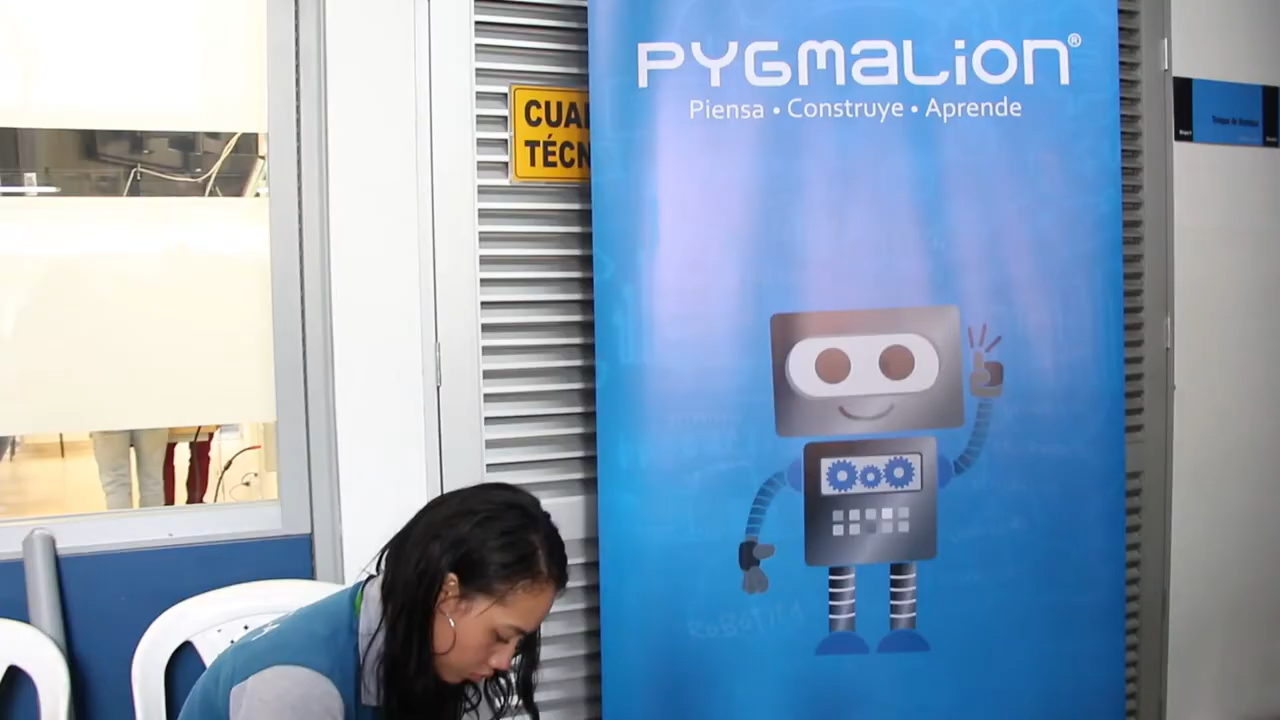 PYGMALION®
Piensa • Construye • Aprende
CUA
TÉCN